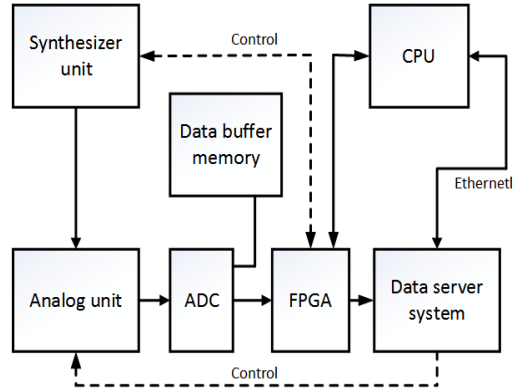 Synthesizer
unit
Control
CPU
Data buffer
memory
Ethernetl
Analog unit
ADC
FPGA
Data server
system
Control